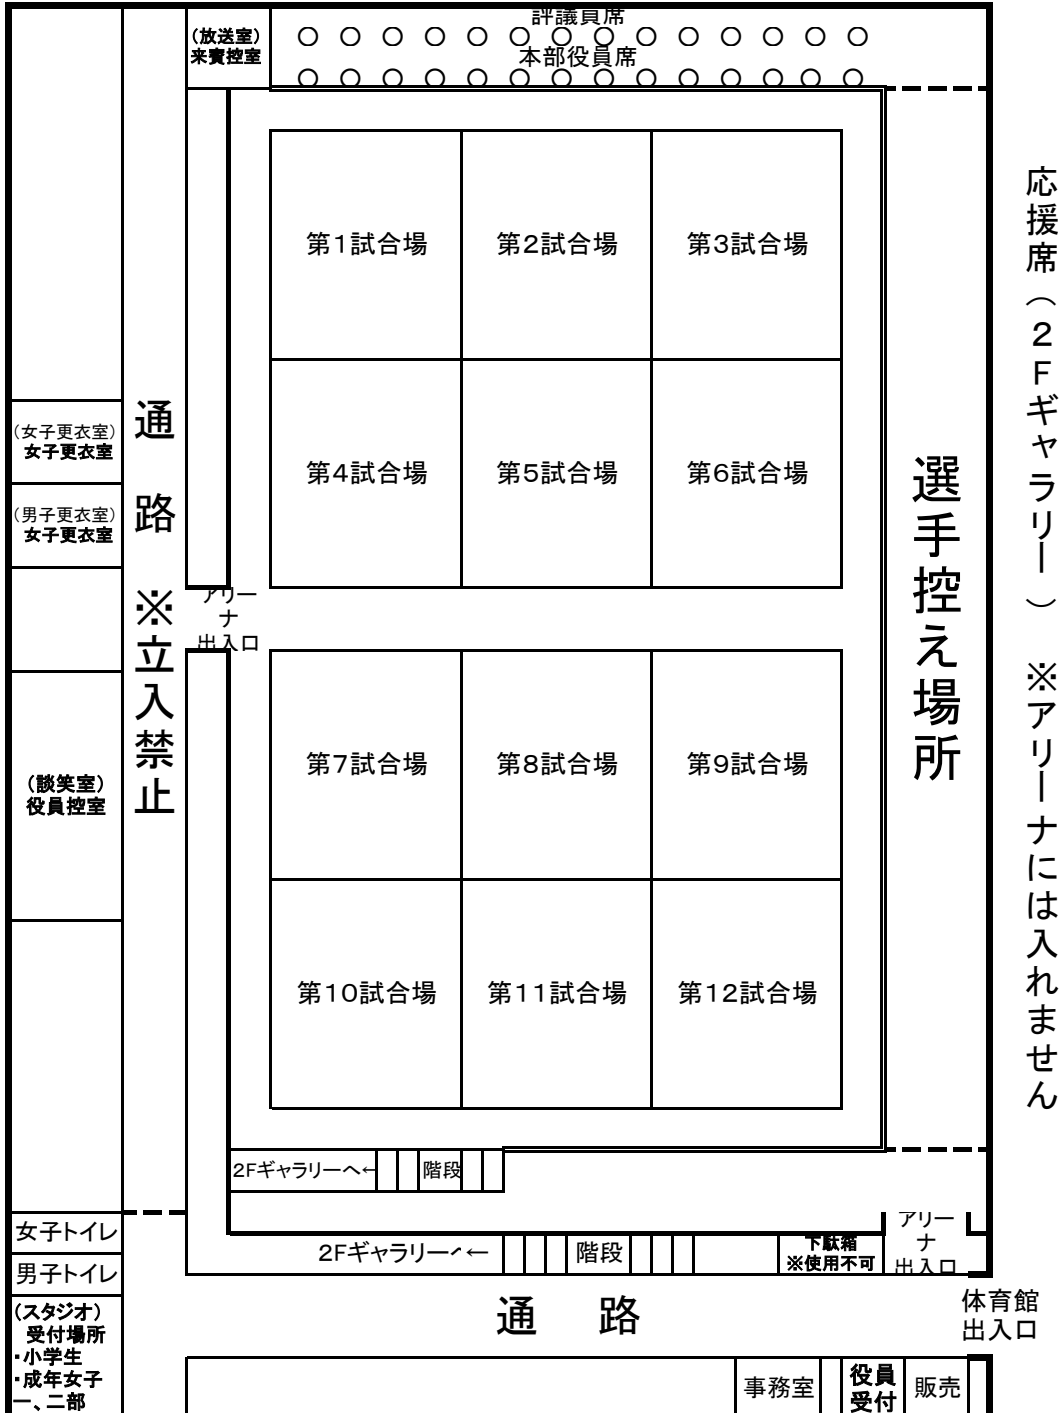 評議員席
(放送室)
来賓控室
本部役員席
第1試合場
第2試合場
第3試合場
第4試合場
第5試合場
第6試合場
第7試合場
第8試合場
第9試合場
第10試合場
第11試合場
第12試合場
(女子更衣室)
女子更衣室
(男子更衣室)
女子更衣室
(談笑室)
役員控室
通路 ※立入禁止
アリー
ナ
出入口
選手控え場所
応援席(2Fギャラリー) ※アリーナには入れません
2Fギャラリーへ←
階段
女子トイレ
男子トイレ
(スタジオ)
受付場所
・小学生
・成年女子
一、二部
2Fギャラリーへ←
階段
下駄箱
※使用不可
アリー
ナ
出入口
通 路
体育館
出入口
事務室
役員
受付
販売